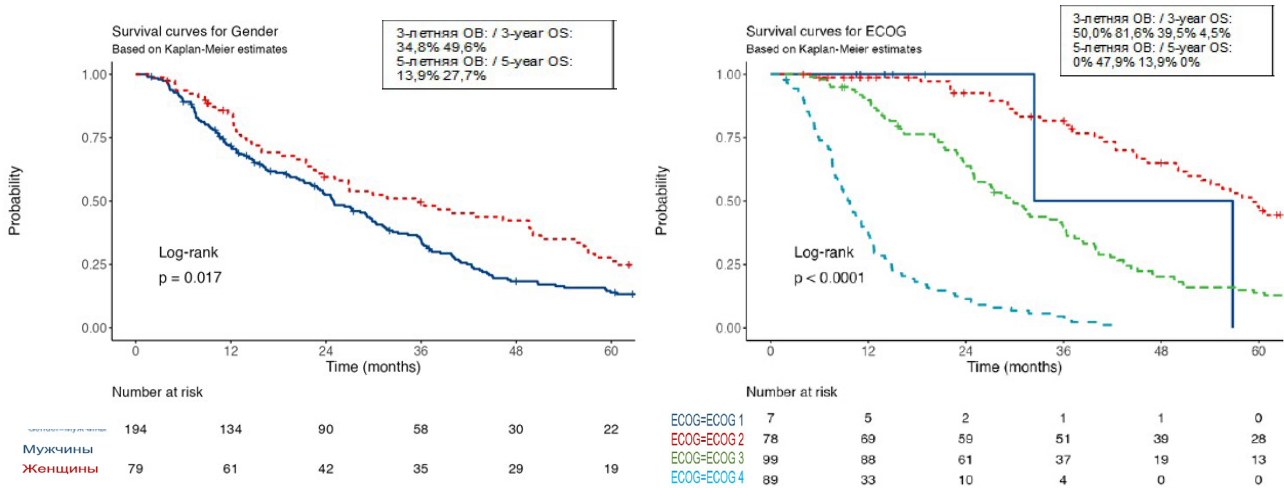 Survival curves for Gender
Based on Kaplan-Meier estimates
3-летняя ОВ: / 3-year OS:
34,8% 49,6%
5-летняя ОВ: / 5-year OS:
13,9% 27,7%
1.00
0.75
0.50
0.25
0.00
Probability
Log-rank
p = 0.017
0 12 24 36 48 60
Time (months)
Number at risk
194 134 90 58 30 22
Мужчины
Женщины 79 61 42 35 29 19
Survival curves for ECOG
Based on Kaplan-Meier estimates
3-летняя ОВ: / 3-year OS:
50,0% 81,6% 39,5% 4,5%
5-летняя ОВ: / 5-year OS:
0% 47,9% 13,9% 0%
1.00
0.75
0.50
0.25
0.00
Probability
Log-rank
p < 0.0001
0 12 24 36 48 60
Time (months)
Number at risk
ECOG=ECOG 1 7 5 2 1 1 0
ECOG=ECOG 2 78 69 59 51 39 28
ECOG=ECOG 3 99 88 61 37 19 13
ECOG=ECOG 4 89 33 10 4 0 0